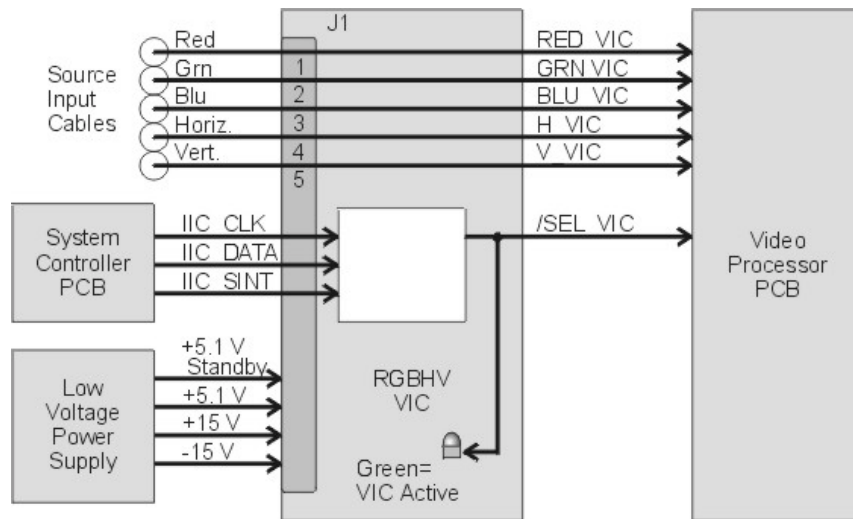 J1
Source
Input
Cables
Red
Grn
Blu
Horiz.
Vert.
1
2
3
4
5
RED VIC
GRN VIC
BLU VIC
H VIC
V_VIC
System
Controller
PCB
IIC CLK
IIC DATA
IIC SINT
/SEL VIC
Video
Processor
PCB
Low
Voltage
Power
Supply
+5.1 V
Standby
+5.1 V
+15 V
-15 V
RGBHV
VIC
Green=
VIC Active